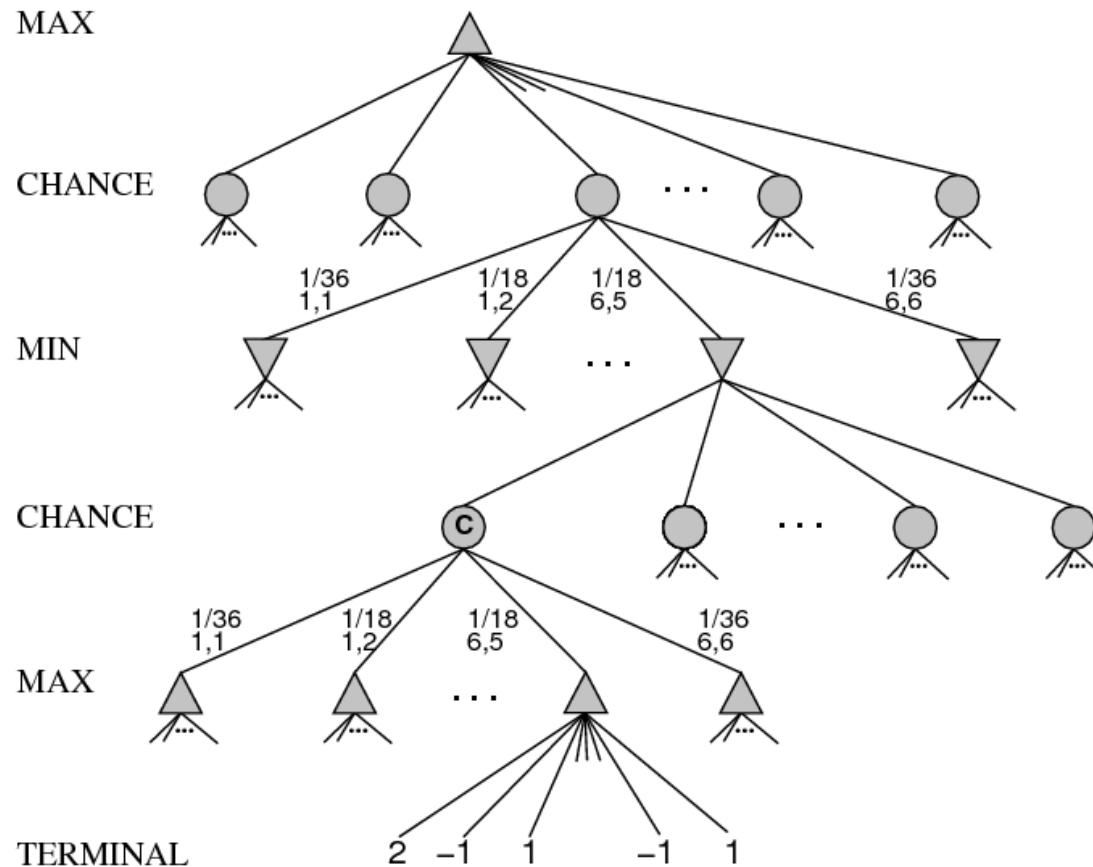 MAX
CHANCE
...
... ... ... ...
1/36 1/18 1/18 1/36
1,1 1,2 6,5 6,6
MIN
...
... ... ...
CHANCE
C ...
... ... ...
1/36 1/18 1/18 1/36
1,1 1,2 6,5 6,6
MAX
...
... ... ...
TERMINAL 2 −1 1 −1 1